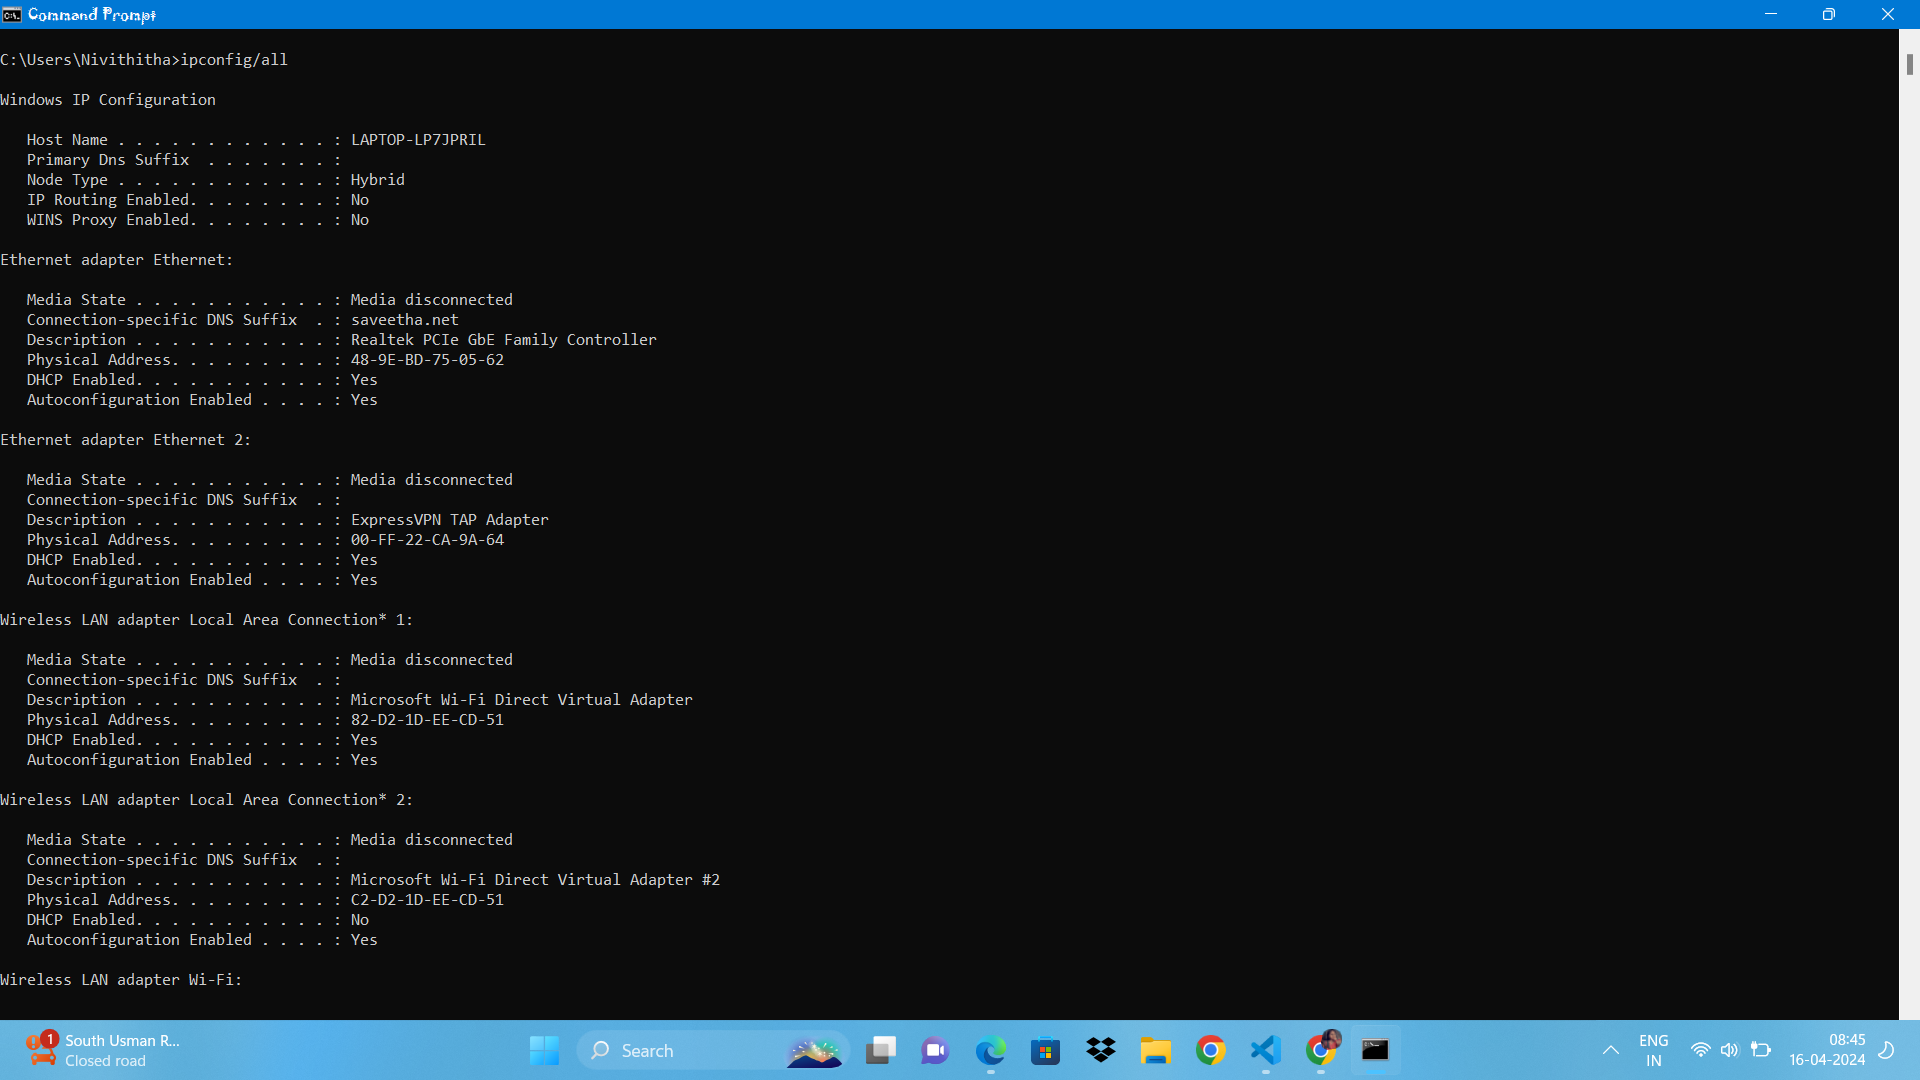 Command Prompt
C:\Users\Nivithitha>ipconfig/all
Windows IP Configuration
Host Name . . . . . . . . . . . . : LAPTOP-LP7JPRIL
Primary Dns Suffix  . . . . . . . :
Node Type . . . . . . . . . . . . : Hybrid
IP Routing Enabled. . . . . . . . : No
WINS Proxy Enabled. . . . . . . . : No
Ethernet adapter Ethernet:
Media State . . . . . . . . . . . : Media disconnected
Connection-specific DNS Suffix  . : saveetha.net
Description . . . . . . . . . . . : Realtek PCIe GbE Family Controller
Physical Address. . . . . . . . . : 48-9E-BD-75-05-62
DHCP Enabled. . . . . . . . . . . : Yes
Autoconfiguration Enabled . . . . : Yes
Ethernet adapter Ethernet 2:
Media State . . . . . . . . . . . : Media disconnected
Connection-specific DNS Suffix  . :
Description . . . . . . . . . . . : ExpressVPN TAP Adapter
Physical Address. . . . . . . . . : 00-FF-22-CA-9A-64
DHCP Enabled. . . . . . . . . . . : Yes
Autoconfiguration Enabled . . . . : Yes
Wireless LAN adapter Local Area Connection* 1:
Media State . . . . . . . . . . . : Media disconnected
Connection-specific DNS Suffix  . :
Description . . . . . . . . . . . : Microsoft Wi-Fi Direct Virtual Adapter
Physical Address. . . . . . . . . : 82-D2-1D-EE-CD-51
DHCP Enabled. . . . . . . . . . . : Yes
Autoconfiguration Enabled . . . . : Yes
Wireless LAN adapter Local Area Connection* 2:
Media State . . . . . . . . . . . : Media disconnected
Connection-specific DNS Suffix  . :
Description . . . . . . . . . . . : Microsoft Wi-Fi Direct Virtual Adapter #2
Physical Address. . . . . . . . . : C2-D2-1D-EE-CD-51
DHCP Enabled. . . . . . . . . . . : No
Autoconfiguration Enabled . . . . : Yes
Wireless LAN adapter Wi-Fi:
1
South Usman R...
Closed road
Search
ENG
IN
08:45
16-04-2024